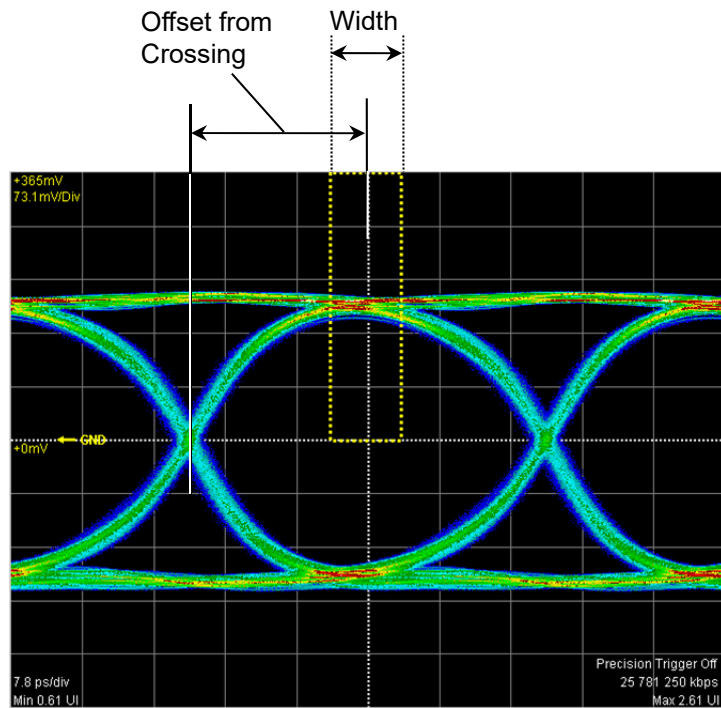 Offset from
Crossing
Width
+365mV
73.1mV/Div
+0mV
GND
7.8 ps/div
Min 0.61 UI
Precision Trigger Off
25 781 250 kbps
Max 2.61 UI